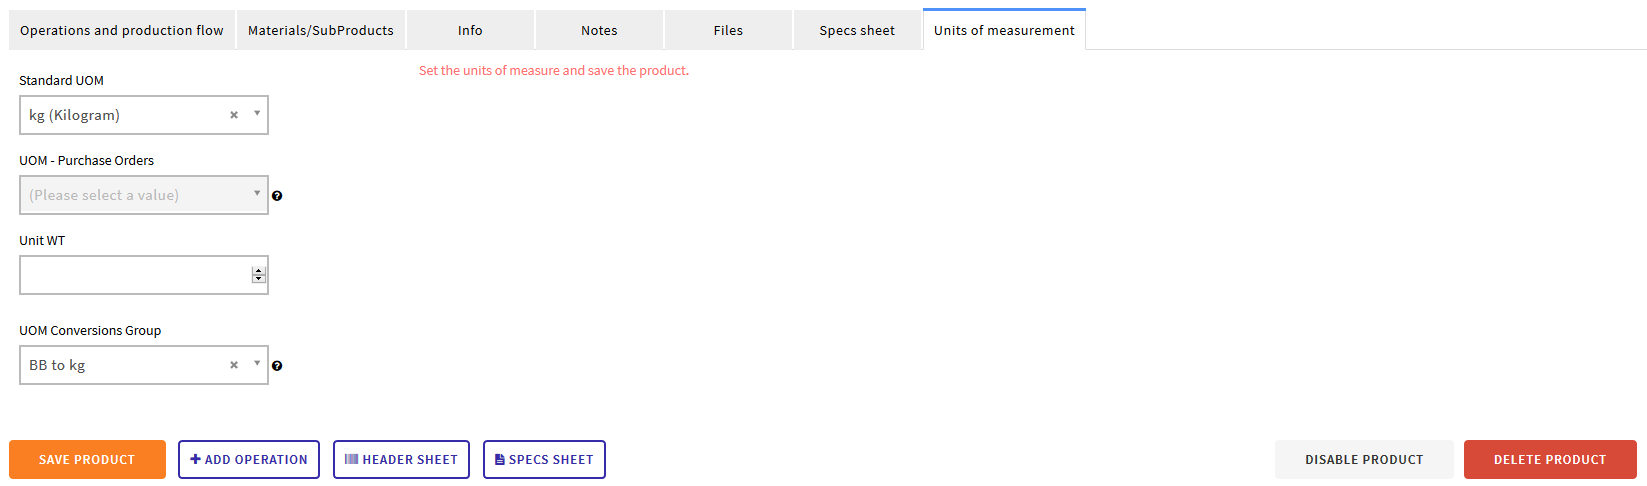 Operations and production flow
Materials/SubProducts
Info
Notes
Files
Specs sheet
Units of measurement
Set the units of measure and save the product.
Standard UOM
kg (Kilogram)
UOM - Purchase Orders
(Please select a value)
Unit WT
UOM Conversions Group
BB to kg
SAVE PRODUCT
ADD OPERATION
HEADER SHEET
SPECS SHEET
DISABLE PRODUCT
DELETE PRODUCT